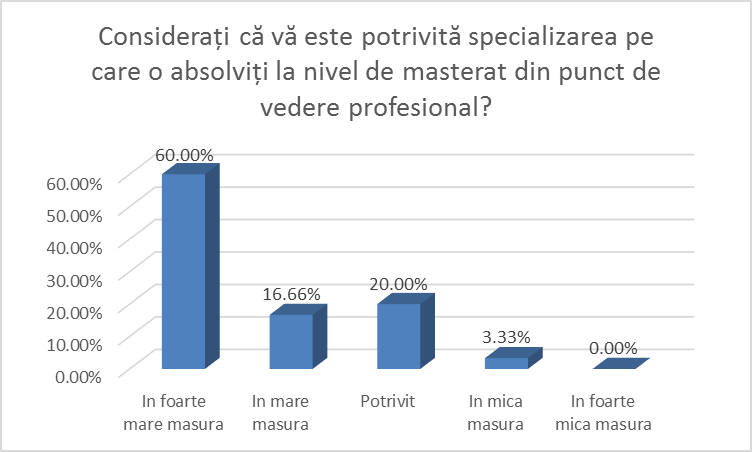 Considerați că vă este potrivită specializarea pe
care o absolviți la nivel de masterat din punct de
vedere profesional?
60.00%
16.66%
20.00%
3.33%
0.00%
60.00%
50.00%
40.00%
30.00%
20.00%
10.00%
0.00%
In foarte
mare masura
In mare
masura
Potrivit
In mica
masura
In foarte
mica masura